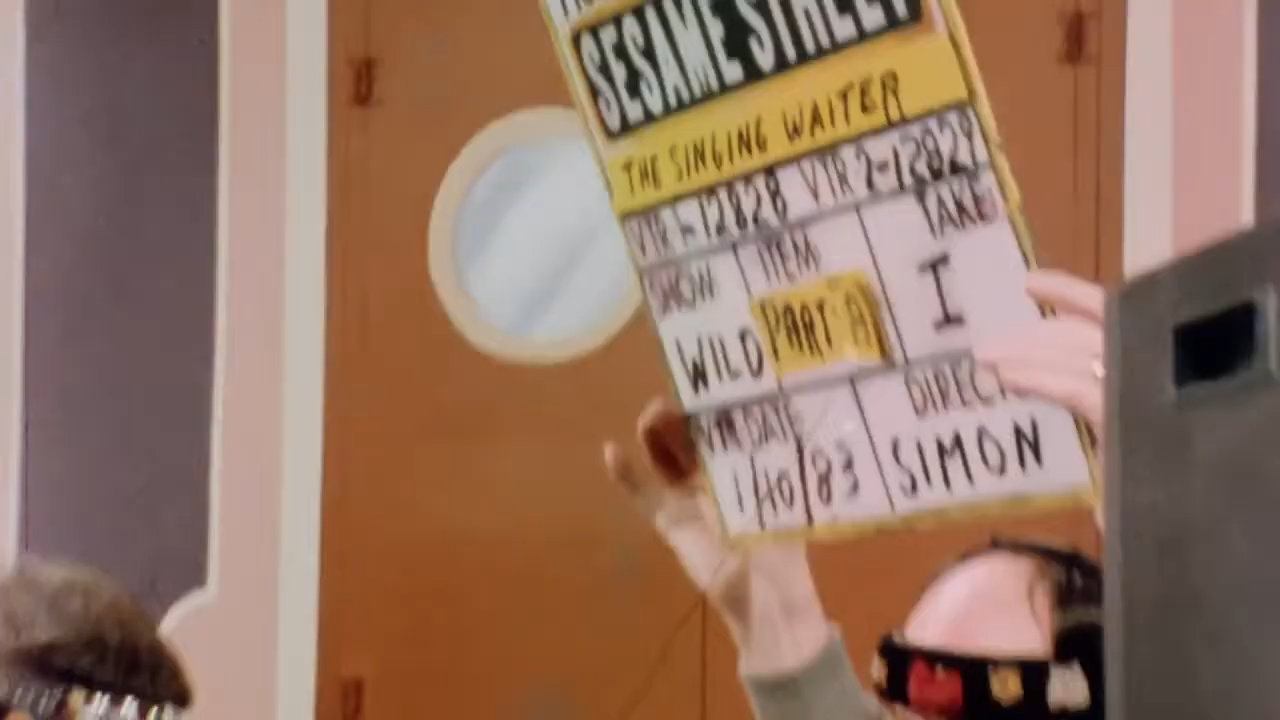 SESAME STREET
THE SINGING WAITER
VTR 1-12828 VTR 2-12829
SHOW ITEM TAKE
WILD PART A I
VTR DATE DIRECT
1/10/83 SIMON